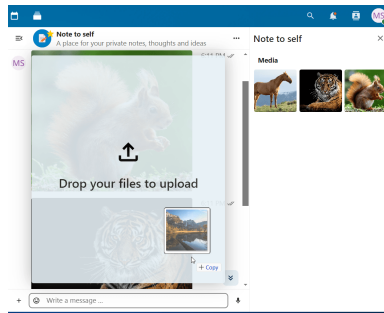 MS
Note to self
A place for your private notes, thoughts and ideas
Note to self
Media
MS
Drop your files to upload
+ Copy
Write a message ...